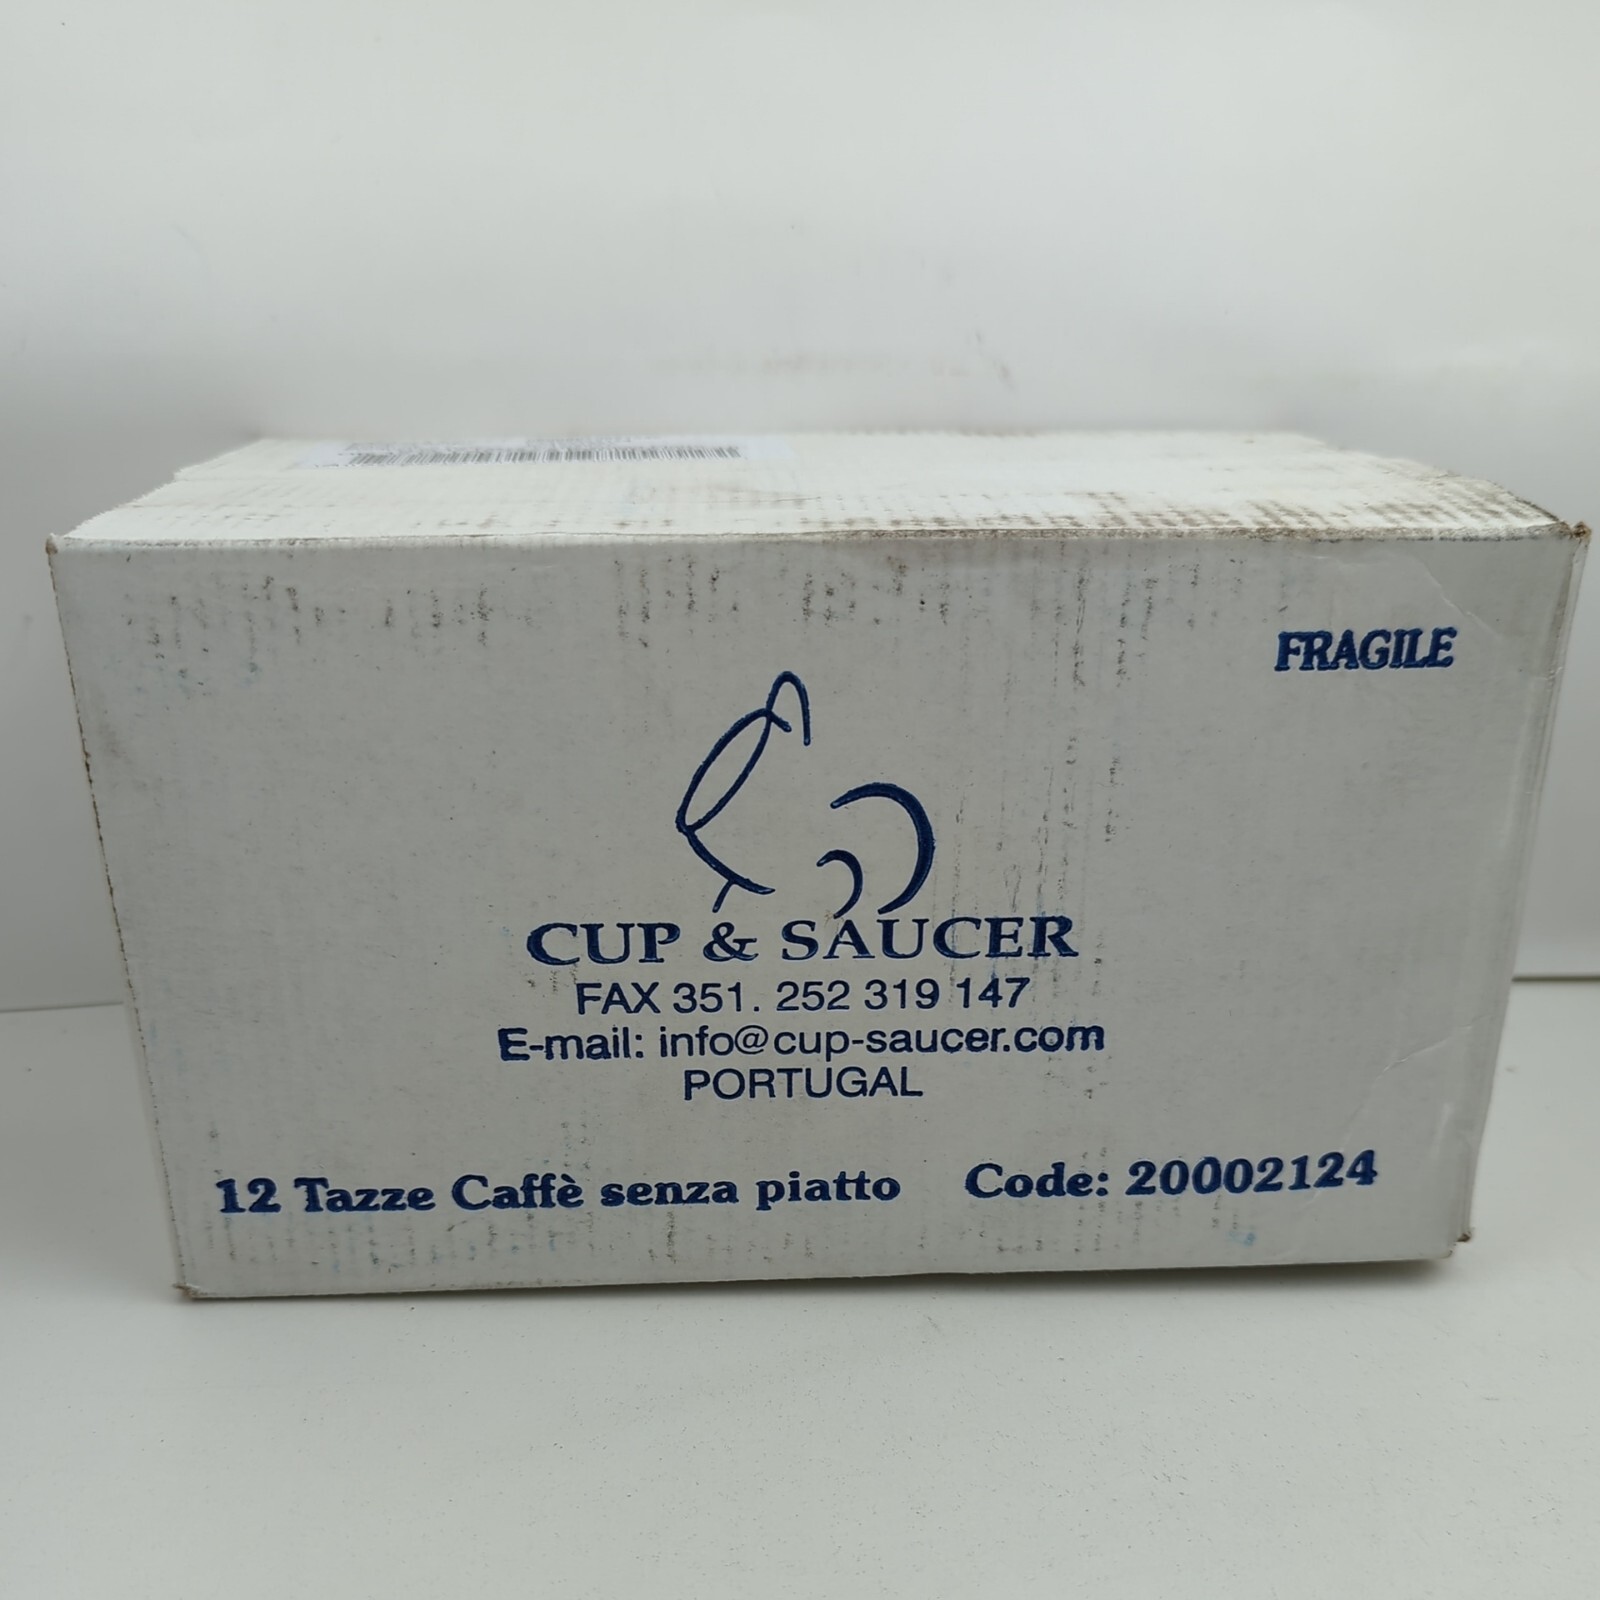 FRAGILE
CUP & SAUCER
FAX 351. 252 319 147
E-mail: info@cup-saucer.com
PORTUGAL
12 Tazze Caffè senza piatto Code: 20002124